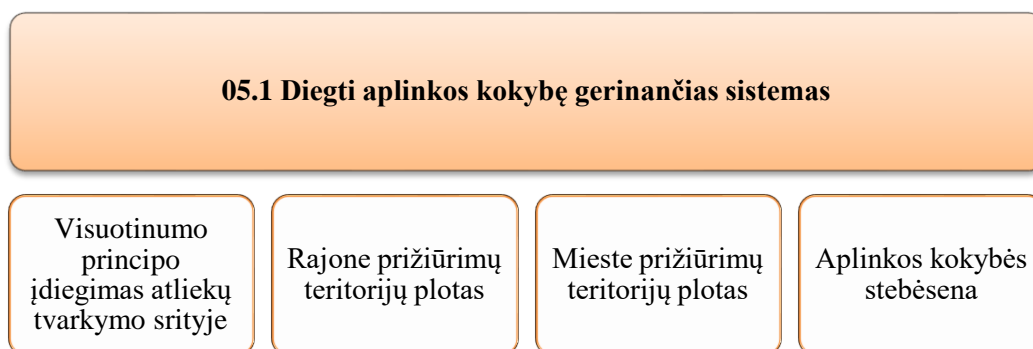 05.1 Diegti aplinkos kokybę gerinančias sistemas
Visuotinumo
principo
įdiegimas atliekų
tvarkymo srityje
Rajone prižiūrimų
teritorijų plotas
Mieste prižiūrimų
teritorijų plotas
Aplinkos kokybės
stebėsena